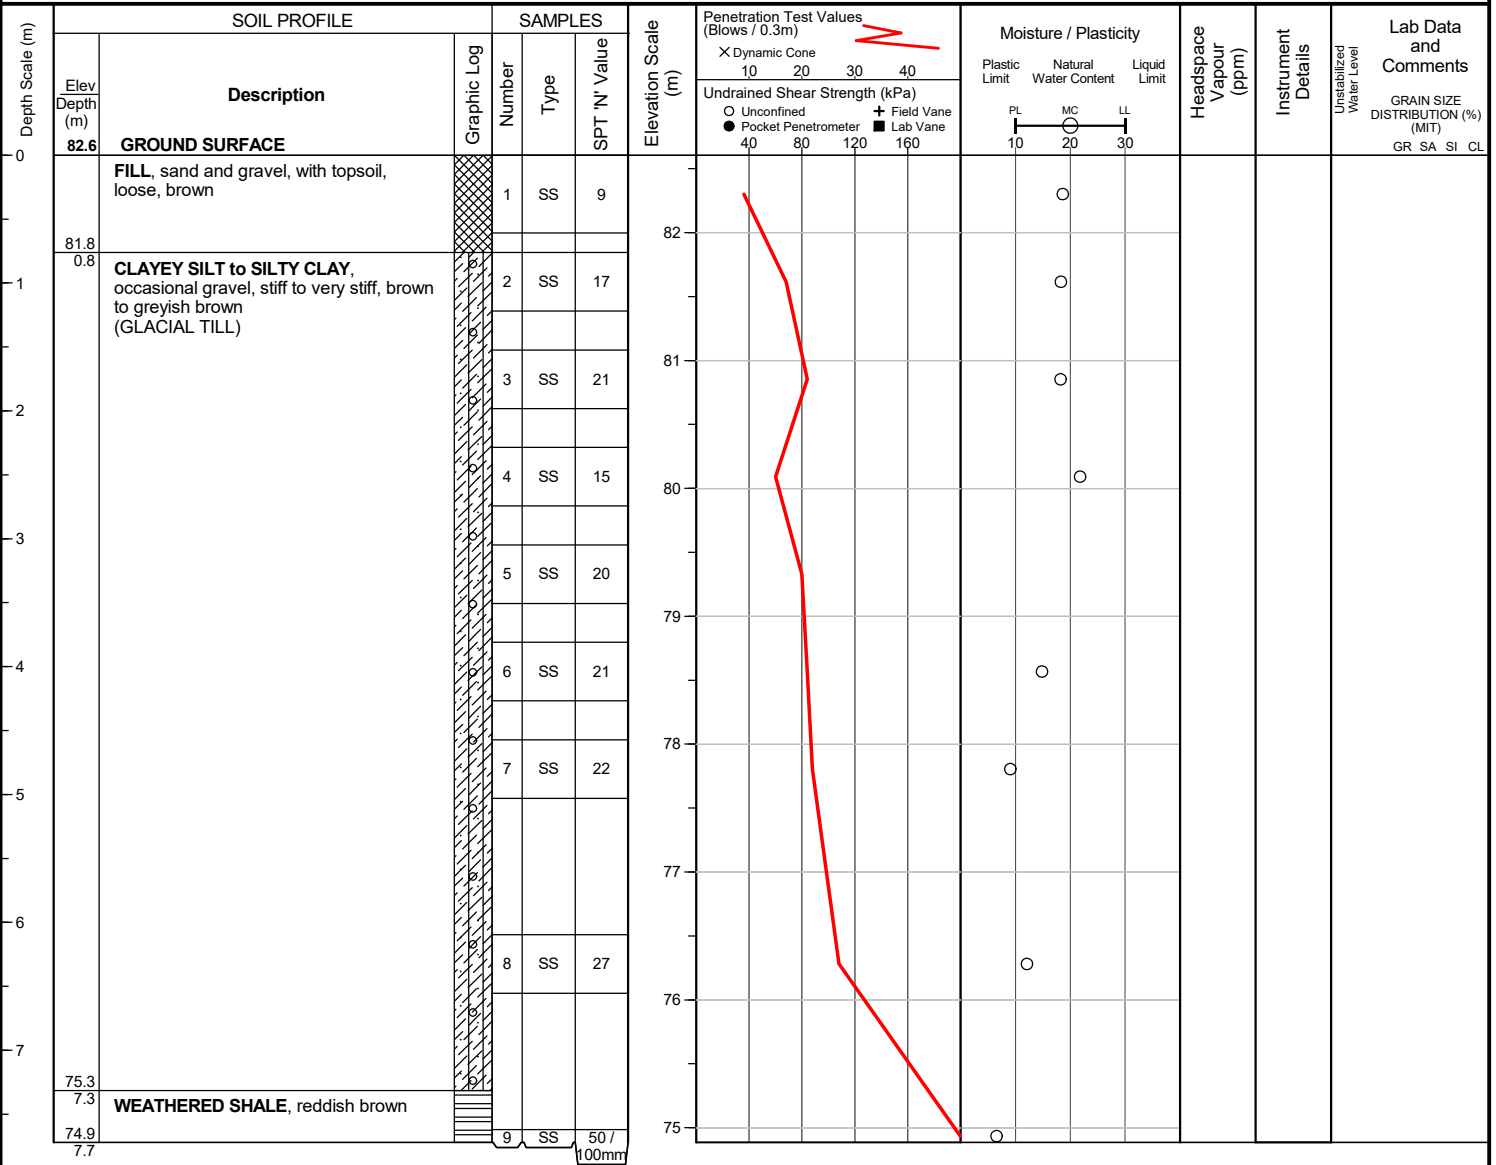 Depth Scale (m)
SOIL PROFILE
Elev
Depth
(m)
Description
82.6 GROUND SURFACE
Graphic Log
SAMPLES
Number
Type
SPT 'N' Value
Elevation Scale
(m)
Penetration Test Values
(Blows / 0.3m)
× Dynamic Cone
10 20 30 40
Undrained Shear Strength (kPa)
Unconfined + Field Vane
Pocket Penetrometer Lab Vane
40 80 120 160
Moisture / Plasticity
Plastic Natural Liquid
Limit Water Content Limit
PL MC LL
10 20 30
Headspace
Vapour
(ppm)
Instrument
Details
Unstabilized
Water Level
Lab Data
and
Comments
GRAIN SIZE
DISTRIBUTION (%)
(MIT)
GR SA SI CL
0
FILL, sand and gravel, with topsoil,
loose, brown
1 SS 9
82
81.8
0.8
CLAYEY SILT to SILTY CLAY,
occasional gravel, stiff to very stiff, brown
to greyish brown
(GLACIAL TILL)
1
2 SS 17
81
3 SS 21
2
4 SS 15
80
3
5 SS 20
79
4
6 SS 21
78
7 SS 22
5
77
6
8 SS 27
76
7
75.3
7.3
WEATHERED SHALE, reddish brown
75
74.9
7.7
9 SS 50 /
100mm